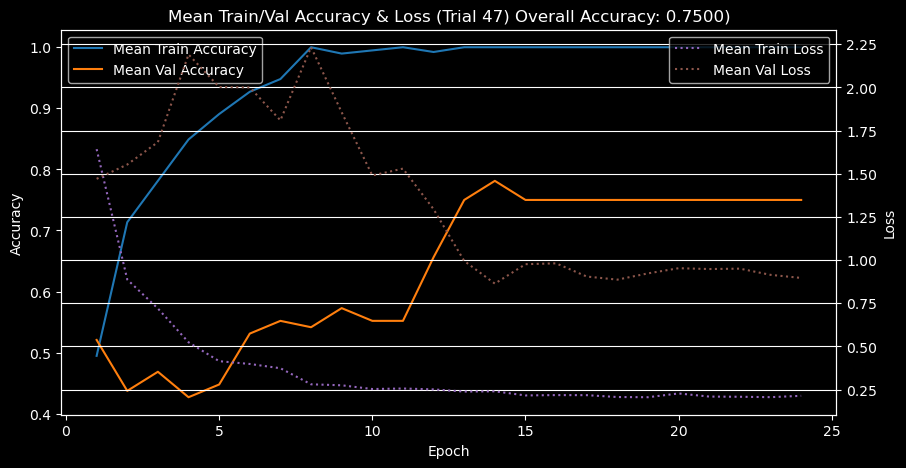 Mean Train/Val Accuracy & Loss (Trial 47) Overall Accuracy: 0.7500)
Mean Train Accuracy
Mean Val Accuracy
Mean Train Loss
Mean Val Loss
1.0
0.9
0.8
0.7
0.6
0.5
0.4
Accuracy
2.25
2.00
1.75
1.50
1.25
1.00
0.75
0.50
0.25
Loss
0 5 10 15 20 25
Epoch